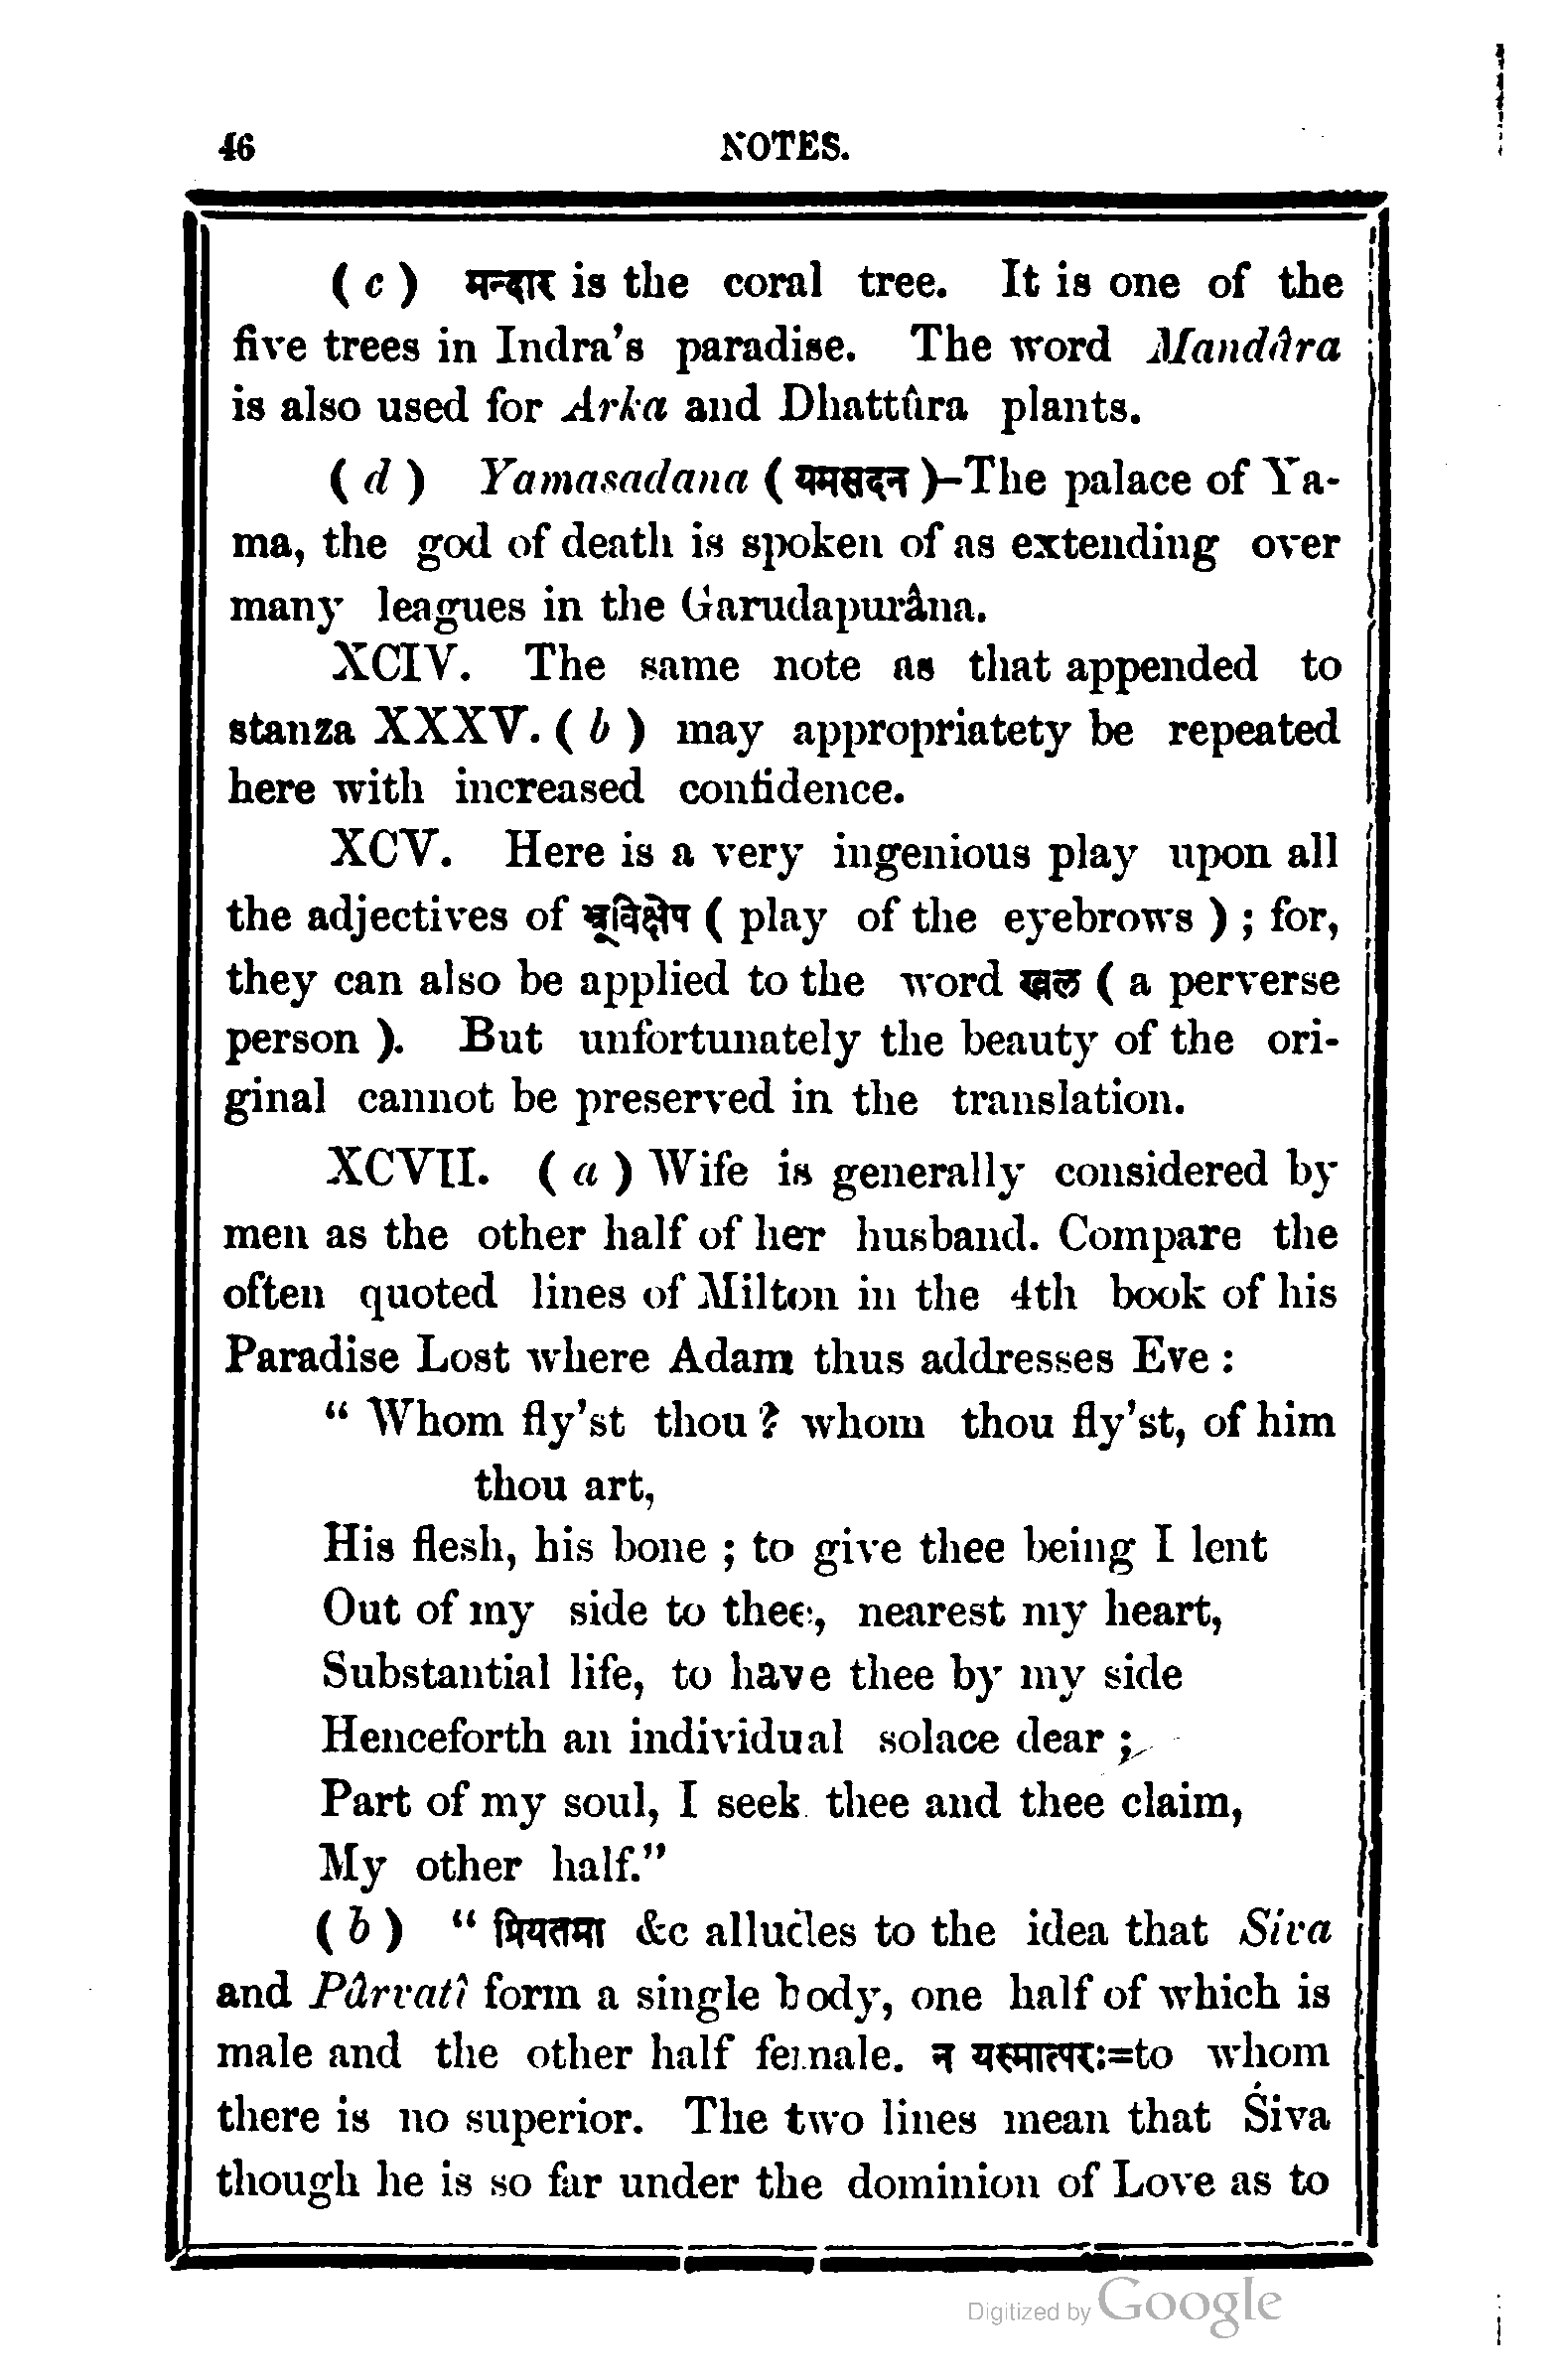 46 NOTES.
( c ) मन्दार is the coral tree. It is one of the
five trees in Indra's paradise. The word Mandâra
is also used for Arka and Dhattûra plants.
( d ) Yamasadana ( यमसदन )-The palace of Ya-
ma, the god of death is spoken of as extending over
many leagues in the Garudapurâna.
XCIV. The same note as that appended to
stanza XXXV. ( b ) may appropriatety be repeated
here with increased confidence.
XCV. Here is a very ingenious play upon all
the adjectives of भ्रूविक्षेप ( play of the eyebrows ) ; for,
they can also be applied to the word खल ( a perverse
person ). But unfortunately the beauty of the ori-
ginal cannot be preserved in the translation.
XCVII. ( a ) Wife is generally considered by
men as the other half of her husband. Compare the
often quoted lines of Milton in the 4th book of his
Paradise Lost where Adam thus addresses Eve :
“ Whom fly'st thou ? whom thou fly'st, of him
thou art,
His flesh, his bone ; to give thee being I lent
Out of my side to thee, nearest my heart,
Substantial life, to have thee by my side
Henceforth an individual solace dear ;
Part of my soul, I seek thee and thee claim,
My other half.”
( b ) “ प्रियतमा &c alludes to the idea that Siva
and Pârvatî form a single body, one half of which is
male and the other half female. न यस्मात्परः=to whom
there is no superior. The two lines mean that Śiva
though he is so far under the dominion of Love as to
Digitized by Google